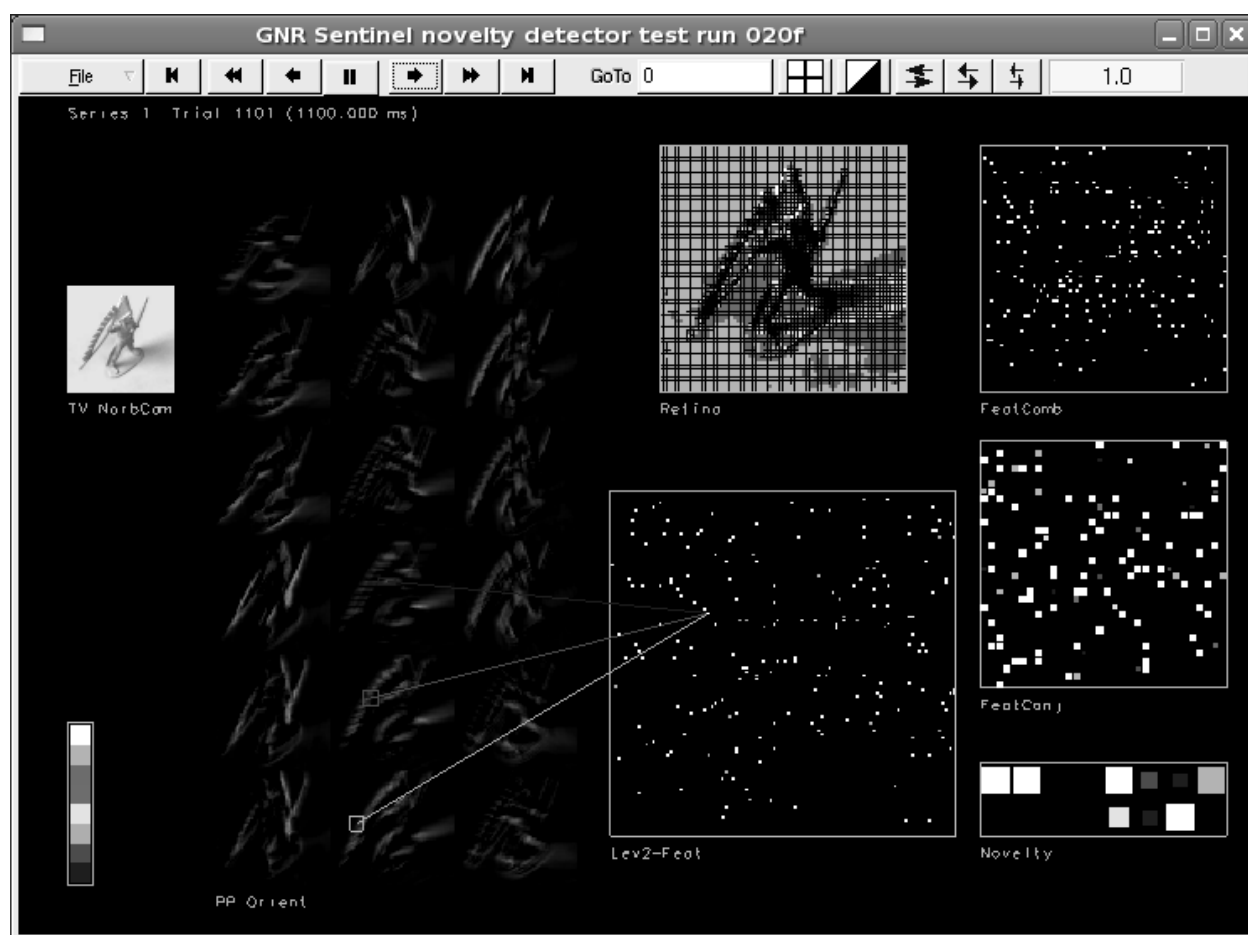 GNR Sentinel novelty detector test run 020f
File GoTo 0 1.0
Series 1 Trial 1101 (1100.000 ms)
TV NorbCam
Retina
FeatComb
FeatConj
Lev2-Feat
Novelty
PP Orient